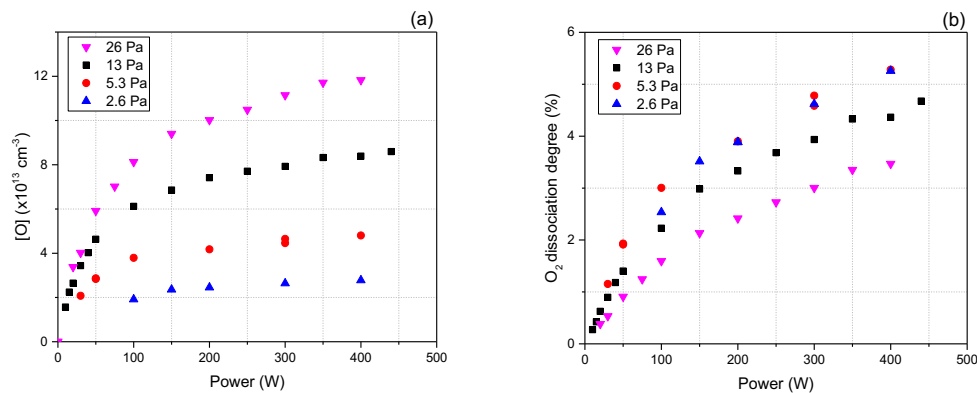 (a)
26 Pa
13 Pa
5.3 Pa
2.6 Pa
[O] (x10¹³ cm⁻³)
12
8
4
0
0 100 200 300 400 500
Power (W)
(b)
26 Pa
13 Pa
5.3 Pa
2.6 Pa
O₂ dissociation degree (%)
6
4
2
0
0 100 200 300 400 500
Power (W)